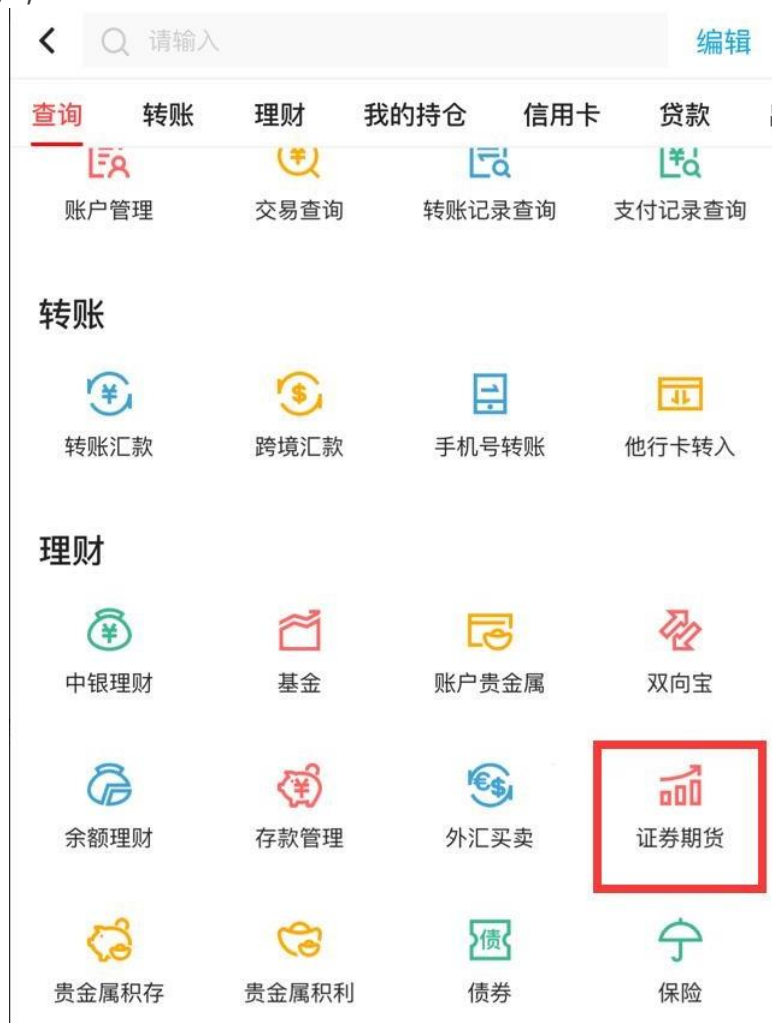 请输入 编辑
查询 转账 理财 我的持仓 信用卡 贷款
账户管理 交易查询 转账记录查询 支付记录查询
转账
转账汇款 跨境汇款 手机号转账 他行卡转入
理财
中银理财 基金 账户贵金属 双向宝
余额理财 存款管理 外汇买卖 证券期货
债
贵金属积存 贵金属积利 债券 保险